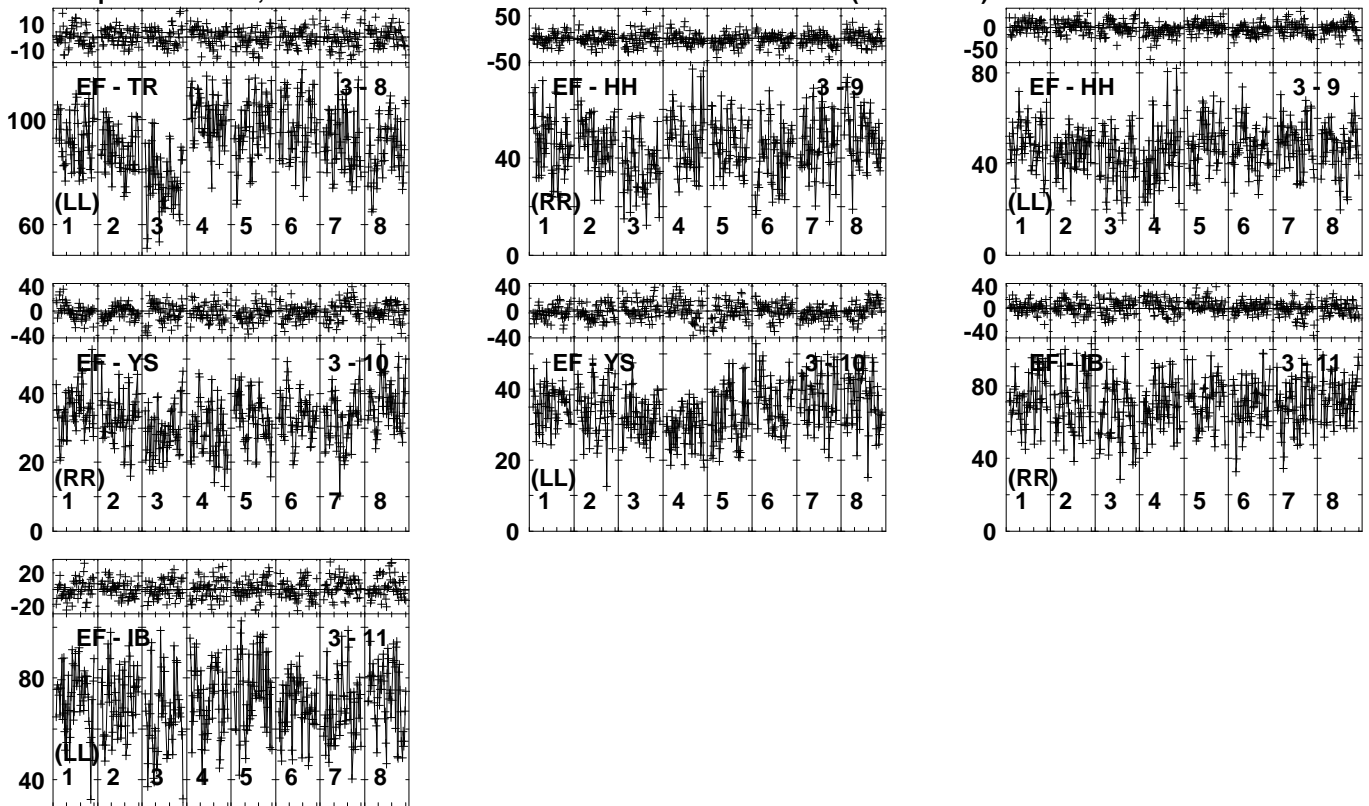 10
-10
EF - TR 3 - 8
100
(LL)
60
1 2 3 4 5 6 7 8
50
-50
EF - HH 3 - 9
40
(RR)
1 2 3 4 5 6 7 8
0
0
-50
80
EF - HH 3 - 9
40
(LL)
1 2 3 4 5 6 7 8
0
40
0
-40
EF - YS 3 - 10
40
20
(RR)
1 2 3 4 5 6 7 8
0
40
0
-40
EF - YS 3 - 10
40
20
(LL)
1 2 3 4 5 6 7 8
0
40
0
-40
EF - IB 3 - 11
80
40
(RR)
1 2 3 4 5 6 7 8
0
20
-20
EF - IB 3 - 11
80
(LL)
40
1 2 3 4 5 6 7 8